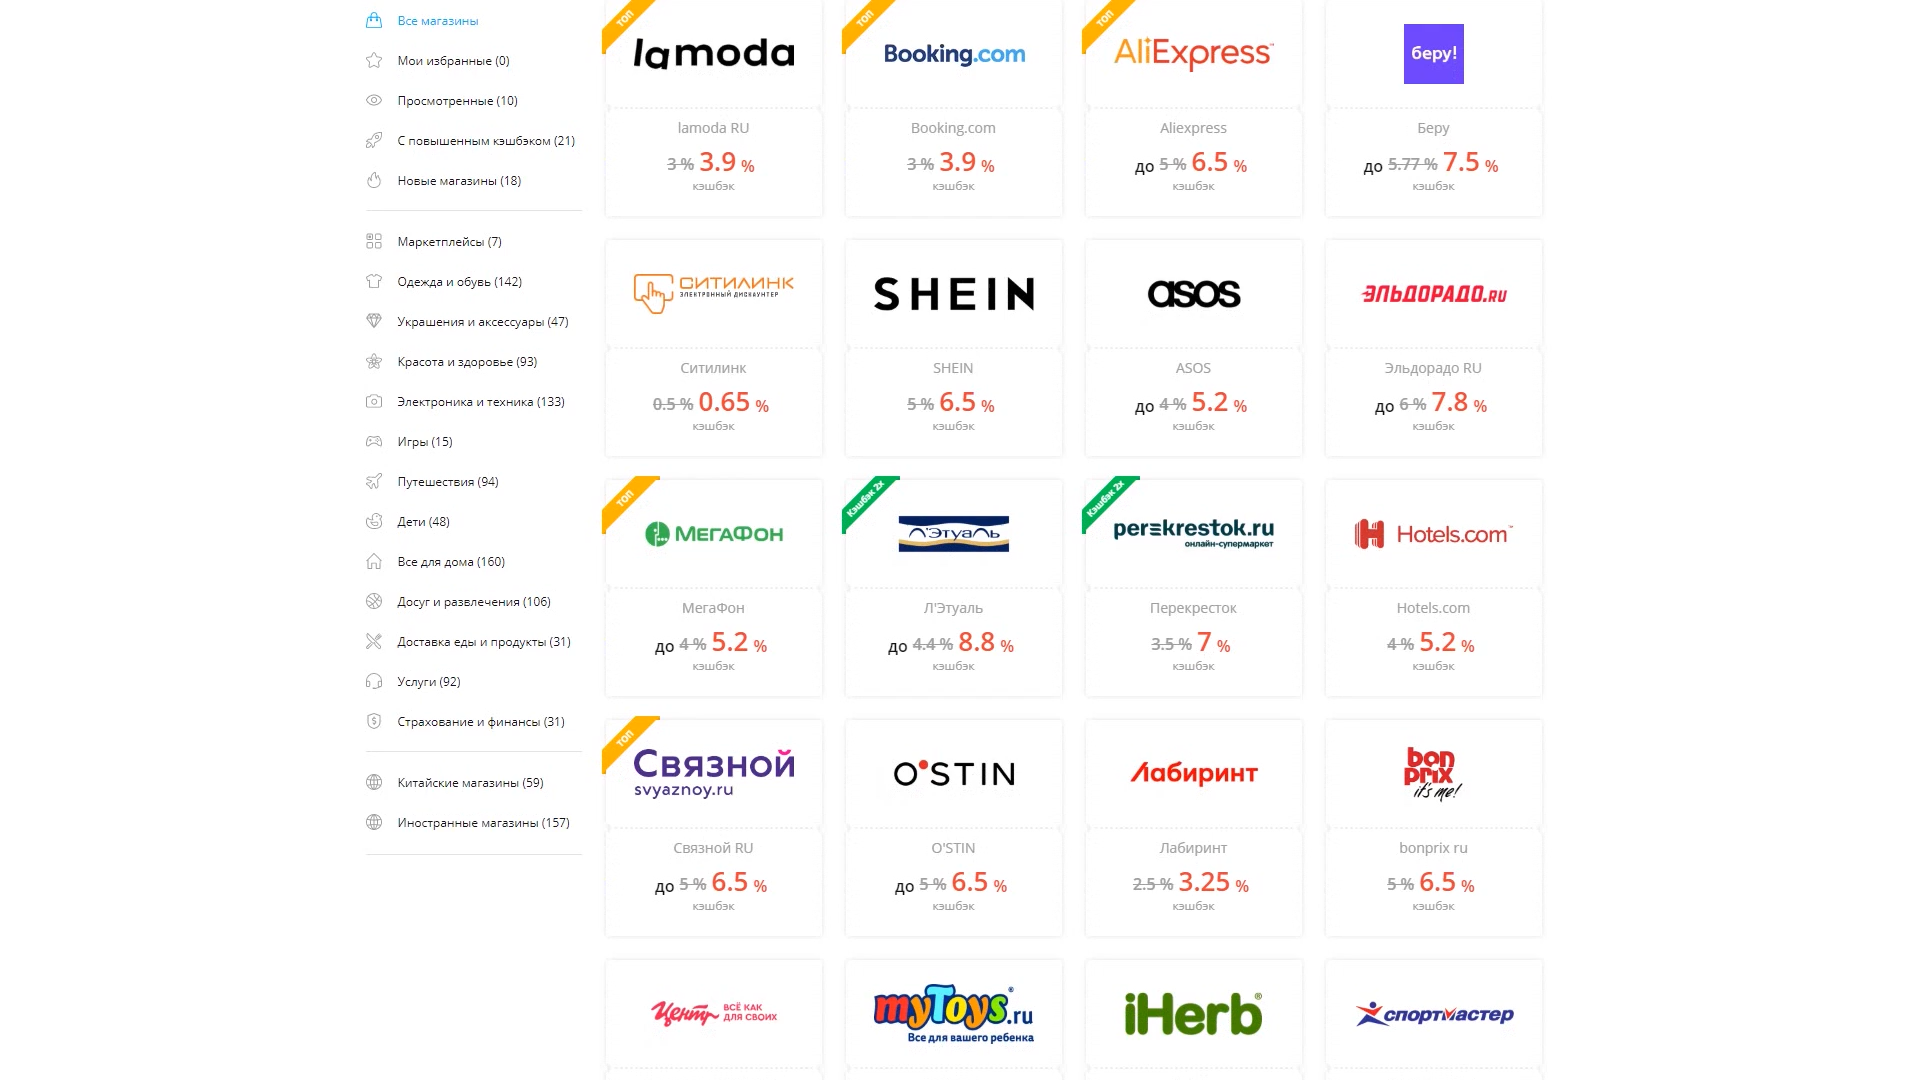 Все магазины
Мои избранные (0)
Просмотренные (10)
С повышенным кэшбэком (21)
Новые магазины (18)
Маркетплейсы (7)
Одежда и обувь (142)
Украшения и аксессуары (47)
Красота и здоровье (93)
Электроника и техника (133)
Игры (15)
Путешествия (94)
Дети (48)
Все для дома (160)
Досуг и развлечения (106)
Доставка еды и продукты (31)
Услуги (92)
Страхование и финансы (31)
Китайские магазины (59)
Иностранные магазины (157)
ТОП
lamoda
lamoda RU
3 % 3.9 %
кэшбэк
ТОП
Booking.com
Booking.com
3 % 3.9 %
кэшбэк
ТОП
AliExpress™
Aliexpress
до 5 % 6.5 %
кэшбэк
беру!
Беру
до 5.77 % 7.5 %
кэшбэк
СИТИЛИНК
ЭЛЕКТРОННЫЙ ДИСКАУНТЕР
Ситилинк
0.5 % 0.65 %
кэшбэк
SHEIN
SHEIN
5 % 6.5 %
кэшбэк
asos
ASOS
до 4 % 5.2 %
кэшбэк
ЭЛЬДОРАДО.RU
Эльдорадо RU
до 6 % 7.8 %
кэшбэк
ТОП
МЕГАФОН
МегаФон
до 4 % 5.2 %
кэшбэк
Кэшбэк 2х
Л'Этуаль
Л'Этуаль
до 4.4 % 8.8 %
кэшбэк
Кэшбэк 2х
perekrestok.ru
онлайн-супермаркет
Перекресток
3.5 % 7 %
кэшбэк
Hotels.com™
Hotels.com
4 % 5.2 %
кэшбэк
ТОП
Связной
svyaznoy.ru
Связной RU
до 5 % 6.5 %
кэшбэк
O'STIN
O'STIN
до 5 % 6.5 %
кэшбэк
Лабиринт
Лабиринт
2.5 % 3.25 %
кэшбэк
bon
prix
it's me!
bonprix ru
5 % 6.5 %
кэшбэк
Центр ВСЁ КАК
ДЛЯ СВОИХ
myToys®.ru
Все для вашего ребенка
iHerb®
СПОРТМАСТЕР